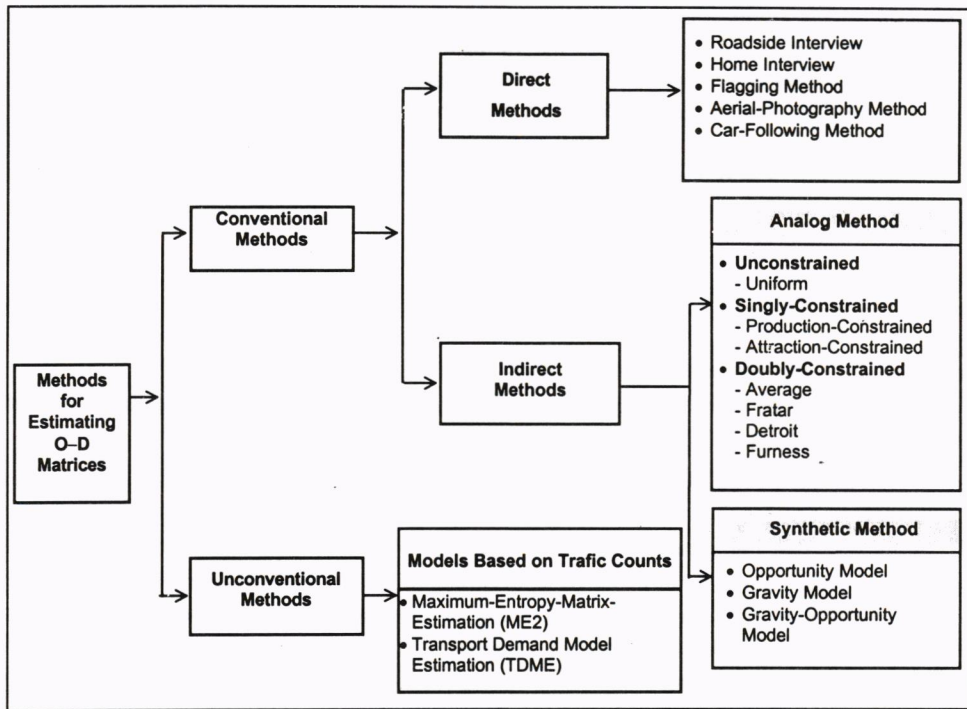 Methods
for
Estimating
O–D
Matrices
Conventional
Methods
Direct
Methods
• Roadside Interview
• Home Interview
• Flagging Method
• Aerial-Photography Method
• Car-Following Method
Indirect
Methods
Analog Method
• Unconstrained
- Uniform
• Singly-Constrained
- Production-Constrained
- Attraction-Constrained
• Doubly-Constrained
- Average
- Fratar
- Detroit
- Furness
Synthetic Method
• Opportunity Model
• Gravity Model
• Gravity-Opportunity
Model
Unconventional
Methods
Models Based on Trafic Counts
• Maximum-Entropy-Matrix-
Estimation (ME2)
• Transport Demand Model
Estimation (TDME)